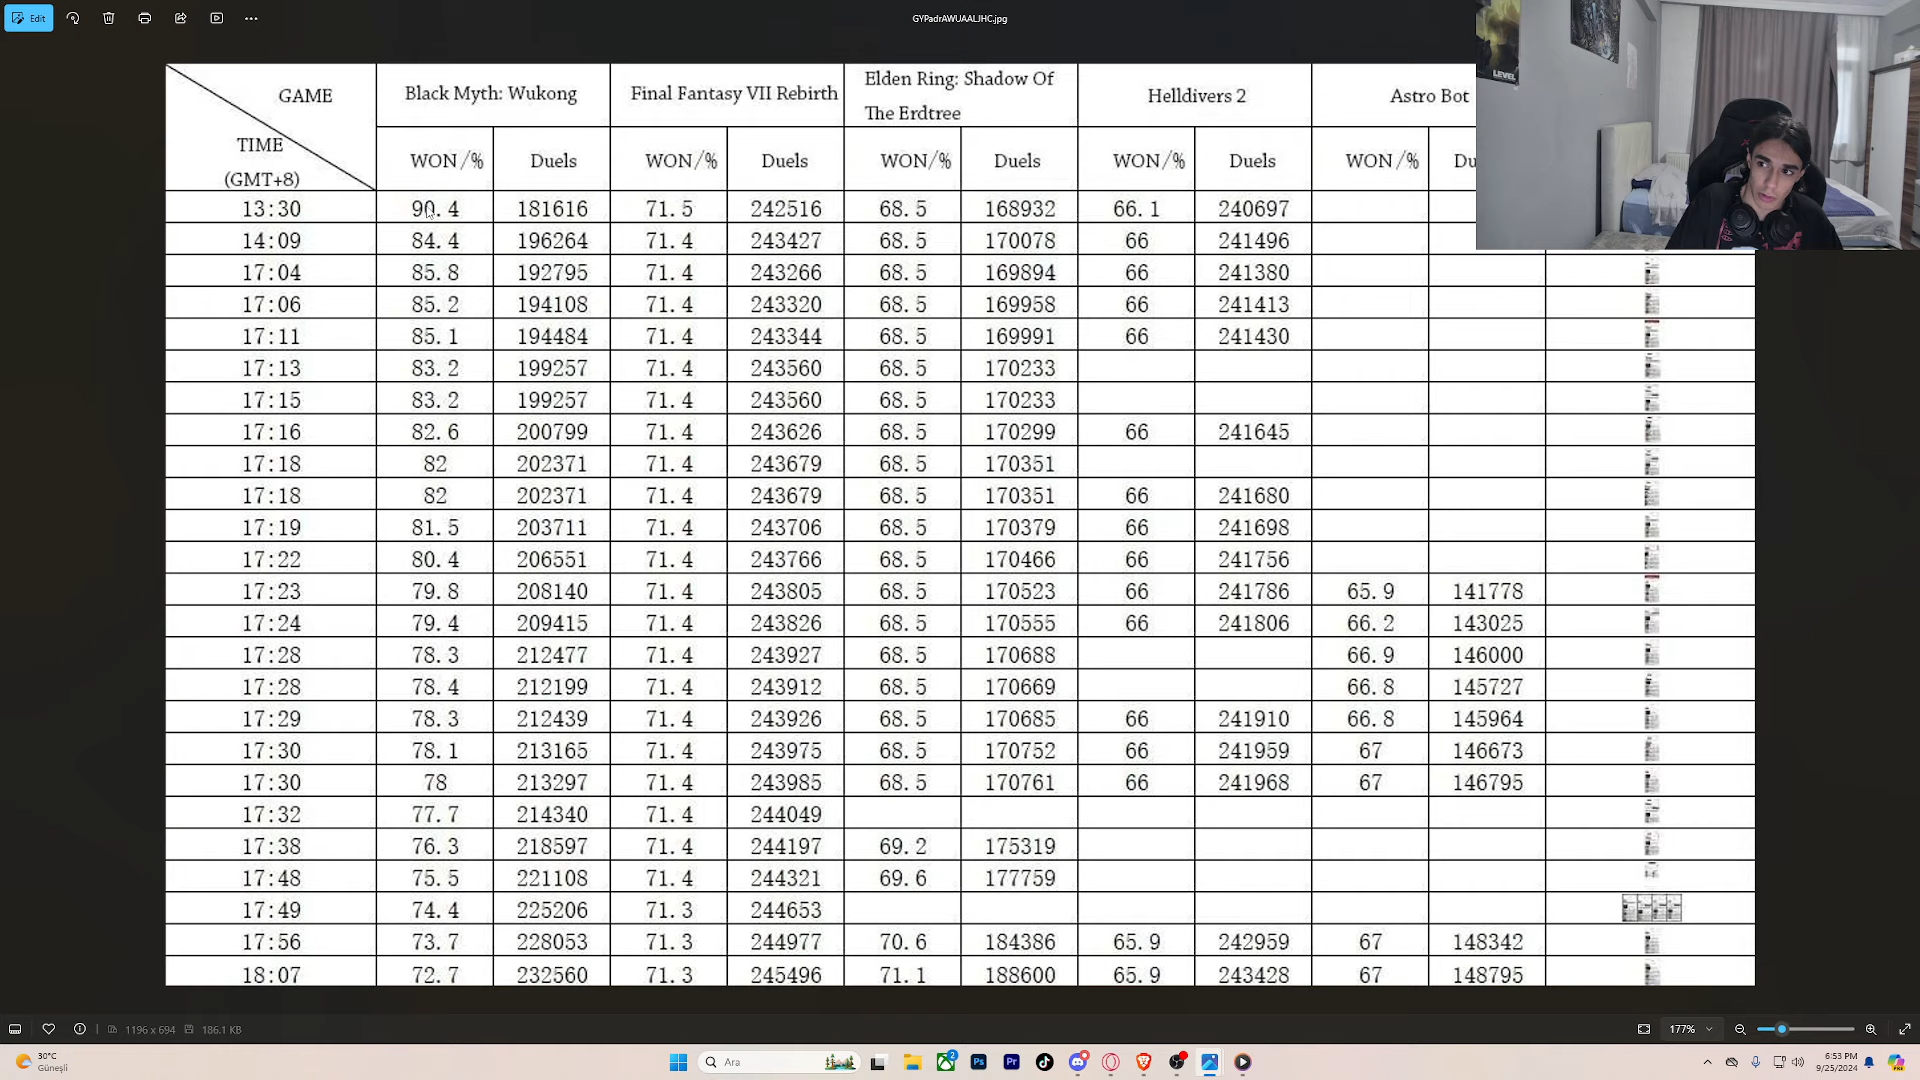 Edit
GYPadrAWUAALJHC.jpg
LEVEL
GAME Black Myth: Wukong Final Fantasy VII Rebirth Elden Ring: Shadow Of The Erdtree Helldivers 2 Astro Bot
TIME (GMT+8) WON/% Duels WON/% Duels WON/% Duels WON/% Duels WON/% Du
13:30 90.4 181616 71.5 242516 68.5 168932 66.1 240697
14:09 84.4 196264 71.4 243427 68.5 170078 66 241496
17:04 85.8 192795 71.4 243266 68.5 169894 66 241380
17:06 85.2 194108 71.4 243320 68.5 169958 66 241413
17:11 85.1 194484 71.4 243344 68.5 169991 66 241430
17:13 83.2 199257 71.4 243560 68.5 170233
17:15 83.2 199257 71.4 243560 68.5 170233
17:16 82.6 200799 71.4 243626 68.5 170299 66 241645
17:18 82 202371 71.4 243679 68.5 170351
17:18 82 202371 71.4 243679 68.5 170351 66 241680
17:19 81.5 203711 71.4 243706 68.5 170379 66 241698
17:22 80.4 206551 71.4 243766 68.5 170466 66 241756
17:23 79.8 208140 71.4 243805 68.5 170523 66 241786 65.9 141778
17:24 79.4 209415 71.4 243826 68.5 170555 66 241806 66.2 143025
17:28 78.3 212477 71.4 243927 68.5 170688 66.9 146000
17:28 78.4 212199 71.4 243912 68.5 170669 66.8 145727
17:29 78.3 212439 71.4 243926 68.5 170685 66 241910 66.8 145964
17:30 78.1 213165 71.4 243975 68.5 170752 66 241959 67 146673
17:30 78 213297 71.4 243985 68.5 170761 66 241968 67 146795
17:32 77.7 214340 71.4 244049
17:38 76.3 218597 71.4 244197 69.2 175319
17:48 75.5 221108 71.4 244321 69.6 177759
17:49 74.4 225206 71.3 244653
17:56 73.7 228053 71.3 244977 70.6 184386 65.9 242959 67 148342
18:07 72.7 232560 71.3 245496 71.1 188600 65.9 243428 67 148795
1196 x 694 186.1 KB 177%
30°C
Güneşli
Ara
2
Ps
Pr
6:53 PM
9/25/2024
PRE